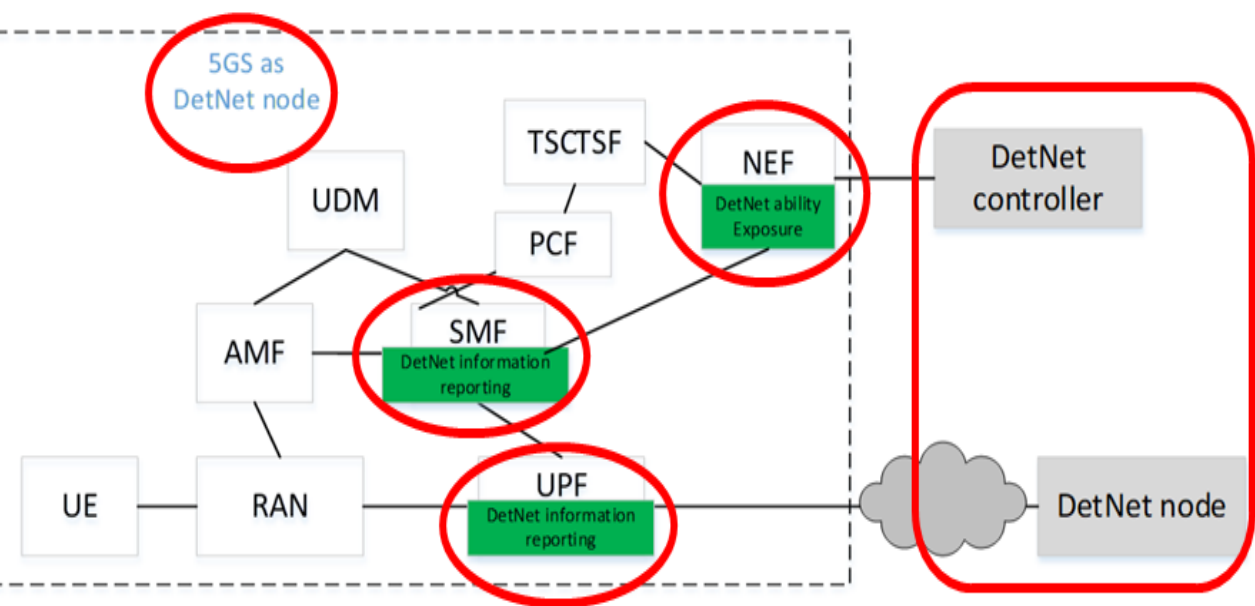 5GS as
DetNet node
TSCTSF
NEF
DetNet ability
Exposure
DetNet
controller
UDM
PCF
AMF
SMF
DetNet information
reporting
UE
RAN
UPF
DetNet information
reporting
DetNet node